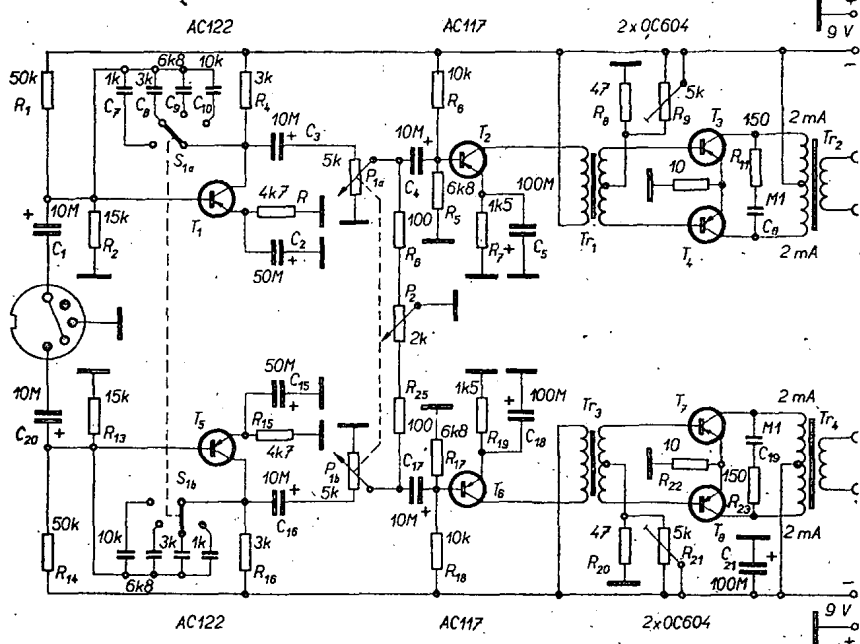 AC122 AC117 2xOC604
9 V
50k
R1
1k 3k 6k8 10k
C7 C8 C9 C10
S1a
3k
R4
10M
C3
5k
P1a
10M
C4
10k
R6
T2
6k8
R5
1k5
R7
100M
C5
47
R8
5k
R9
T3
150
R11
2 mA
Tr2
10
M1
C6
Tr1
T4
2 mA
10M
C1
15k
R2
T1
4k7
R
C2
50M
100
R6
P2
2k
10M
C20
15k
R13
T5
50M
C15
R15
4k7
R25
100
C17
10M
6k8
R17
1k5
R19
100M
C18
Tr3
T7
2 mA
M1
C19
Tr4
10
R22
150
R23
S1b
10M
C16
P1b
5k
T6
T8
2 mA
50k
R14
10k 3k 1k
6k8
3k
R16
10k
R18
47
R20
5k
R21
C21
100M
9 V
AC122 AC117 2xOC604